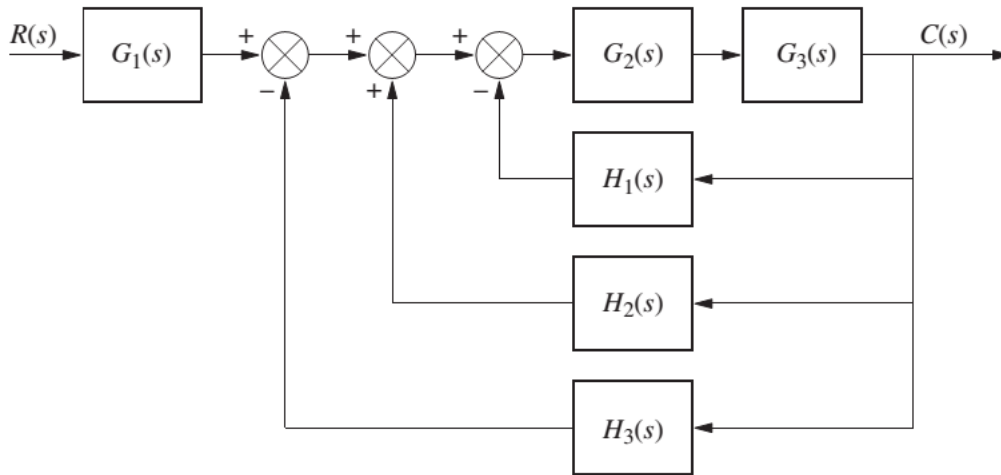 R(s)
G₁(s)
+
−
+
+
+
−
G₂(s)
G₃(s)
C(s)
H₁(s)
H₂(s)
H₃(s)